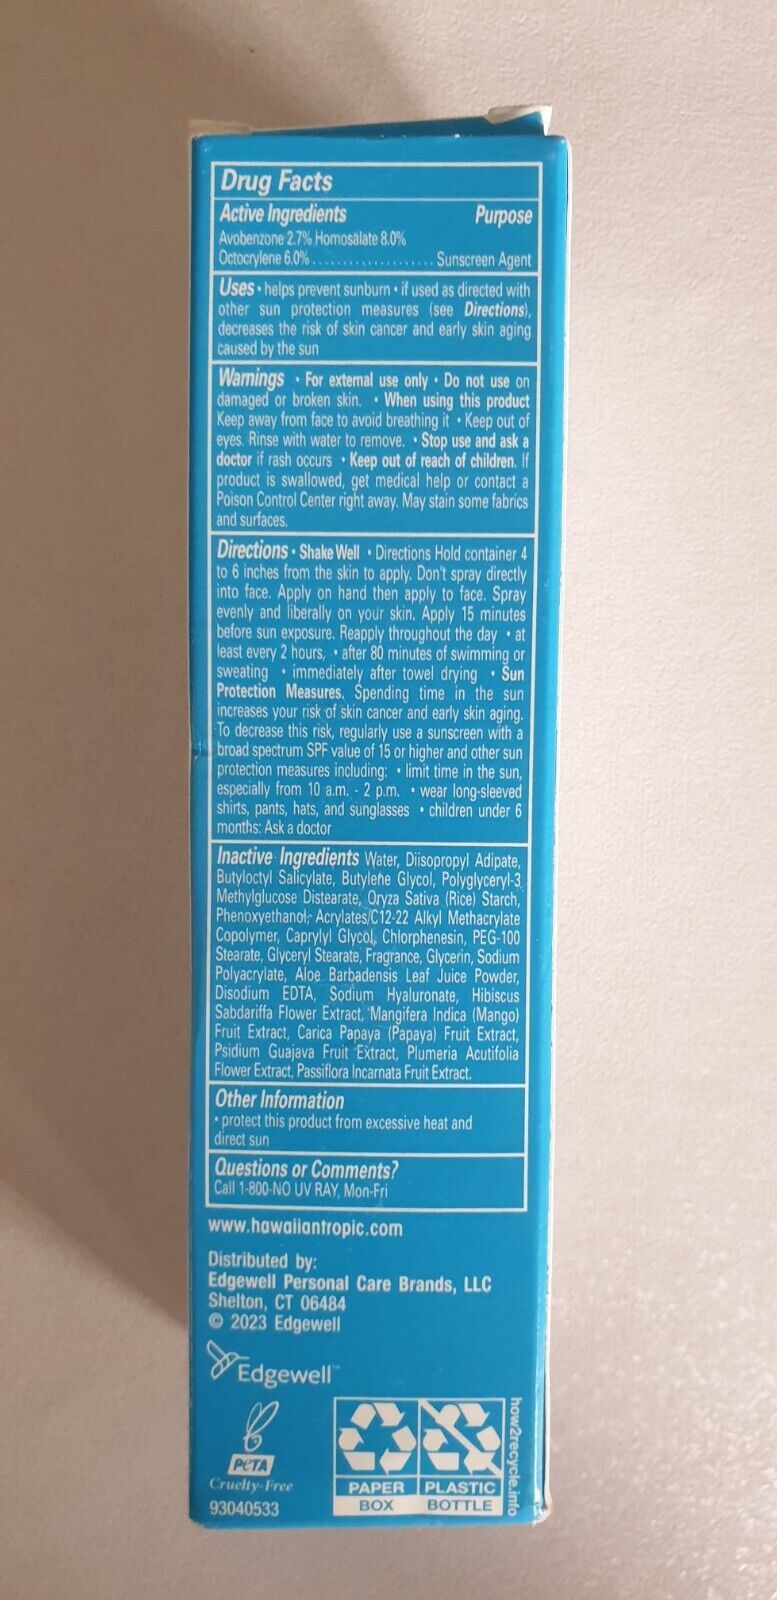 Drug Facts
Active Ingredients Purpose
Avobenzone 2.7% Homosalate 8.0%
Octocrylene 6.0%.................... Sunscreen Agent
Uses • helps prevent sunburn • if used as directed with
other sun protection measures (see Directions),
decreases the risk of skin cancer and early skin aging
caused by the sun
Warnings • For external use only • Do not use on
damaged or broken skin. • When using this product
Keep away from face to avoid breathing it • Keep out of
eyes. Rinse with water to remove. • Stop use and ask a
doctor if rash occurs • Keep out of reach of children. If
product is swallowed, get medical help or contact a
Poison Control Center right away. May stain some fabrics
and surfaces.
Directions • Shake Well • Directions Hold container 4
to 6 inches from the skin to apply. Don't spray directly
into face. Apply on hand then apply to face. Spray
evenly and liberally on your skin. Apply 15 minutes
before sun exposure. Reapply throughout the day • at
least every 2 hours, • after 80 minutes of swimming or
sweating • immediately after towel drying • Sun
Protection Measures. Spending time in the sun
increases your risk of skin cancer and early skin aging.
To decrease this risk, regularly use a sunscreen with a
broad spectrum SPF value of 15 or higher and other sun
protection measures including: • limit time in the sun,
especially from 10 a.m. - 2 p.m. • wear long-sleeved
shirts, pants, hats, and sunglasses • children under 6
months: Ask a doctor
Inactive Ingredients Water, Diisopropyl Adipate,
Butyloctyl Salicylate, Butylene Glycol, Polyglyceryl-3
Methylglucose Distearate, Oryza Sativa (Rice) Starch,
Phenoxyethanol, Acrylates/C12-22 Alkyl Methacrylate
Copolymer, Caprylyl Glycol, Chlorphenesin, PEG-100
Stearate, Glyceryl Stearate, Fragrance, Glycerin, Sodium
Polyacrylate, Aloe Barbadensis Leaf Juice Powder,
Disodium EDTA, Sodium Hyaluronate, Hibiscus
Sabdariffa Flower Extract, Mangifera Indica (Mango)
Fruit Extract, Carica Papaya (Papaya) Fruit Extract,
Psidium Guajava Fruit Extract, Plumeria Acutifolia
Flower Extract, Passiflora Incarnata Fruit Extract.
Other Information
• protect this product from excessive heat and
direct sun
Questions or Comments?
Call 1-800-NO UV RAY, Mon-Fri
www.hawaiiantropic.com
Distributed by:
Edgewell Personal Care Brands, LLC
Shelton, CT 06484
© 2023 Edgewell
Edgewell™
PETA
Cruelty-Free
93040533
PAPER PLASTIC
BOX BOTTLE
how2recycle.info